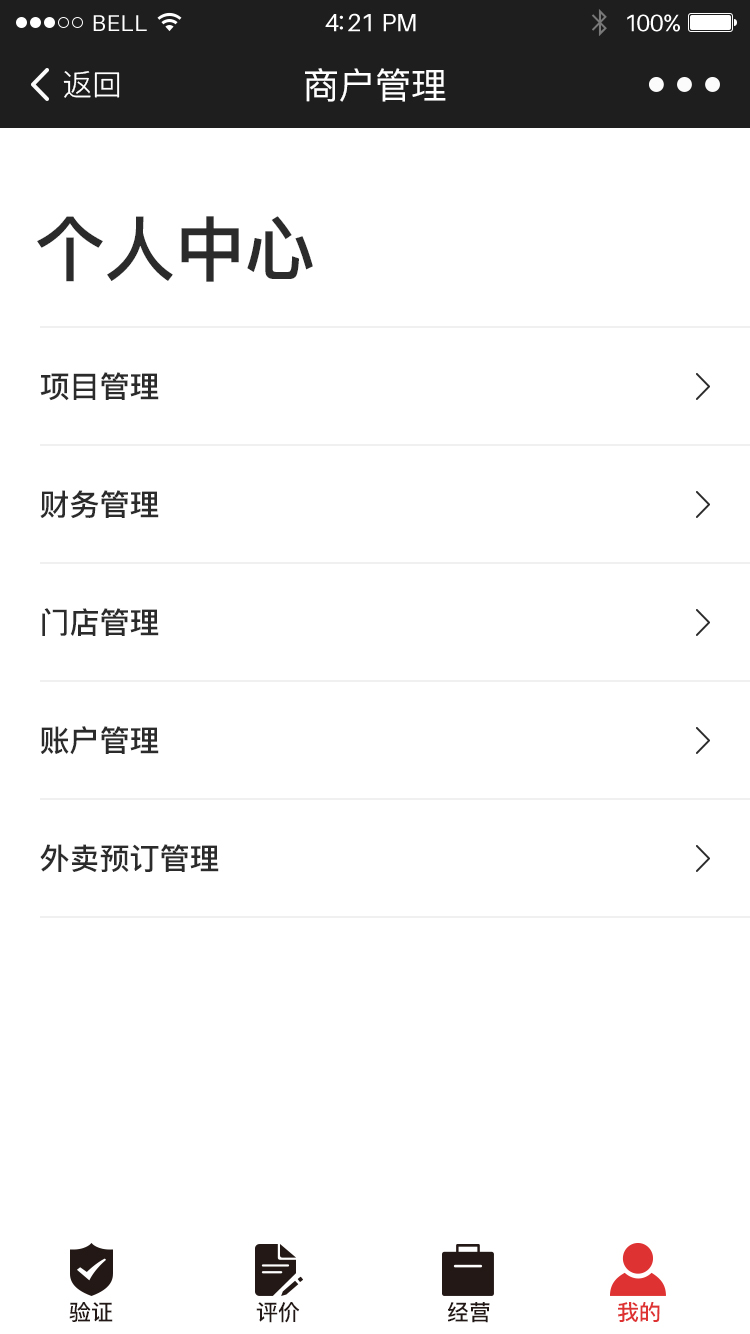 BELL 4:21 PM 100%
返回 商户管理
个人中心
项目管理
财务管理
门店管理
账户管理
外卖预订管理
验证 评价 经营 我的